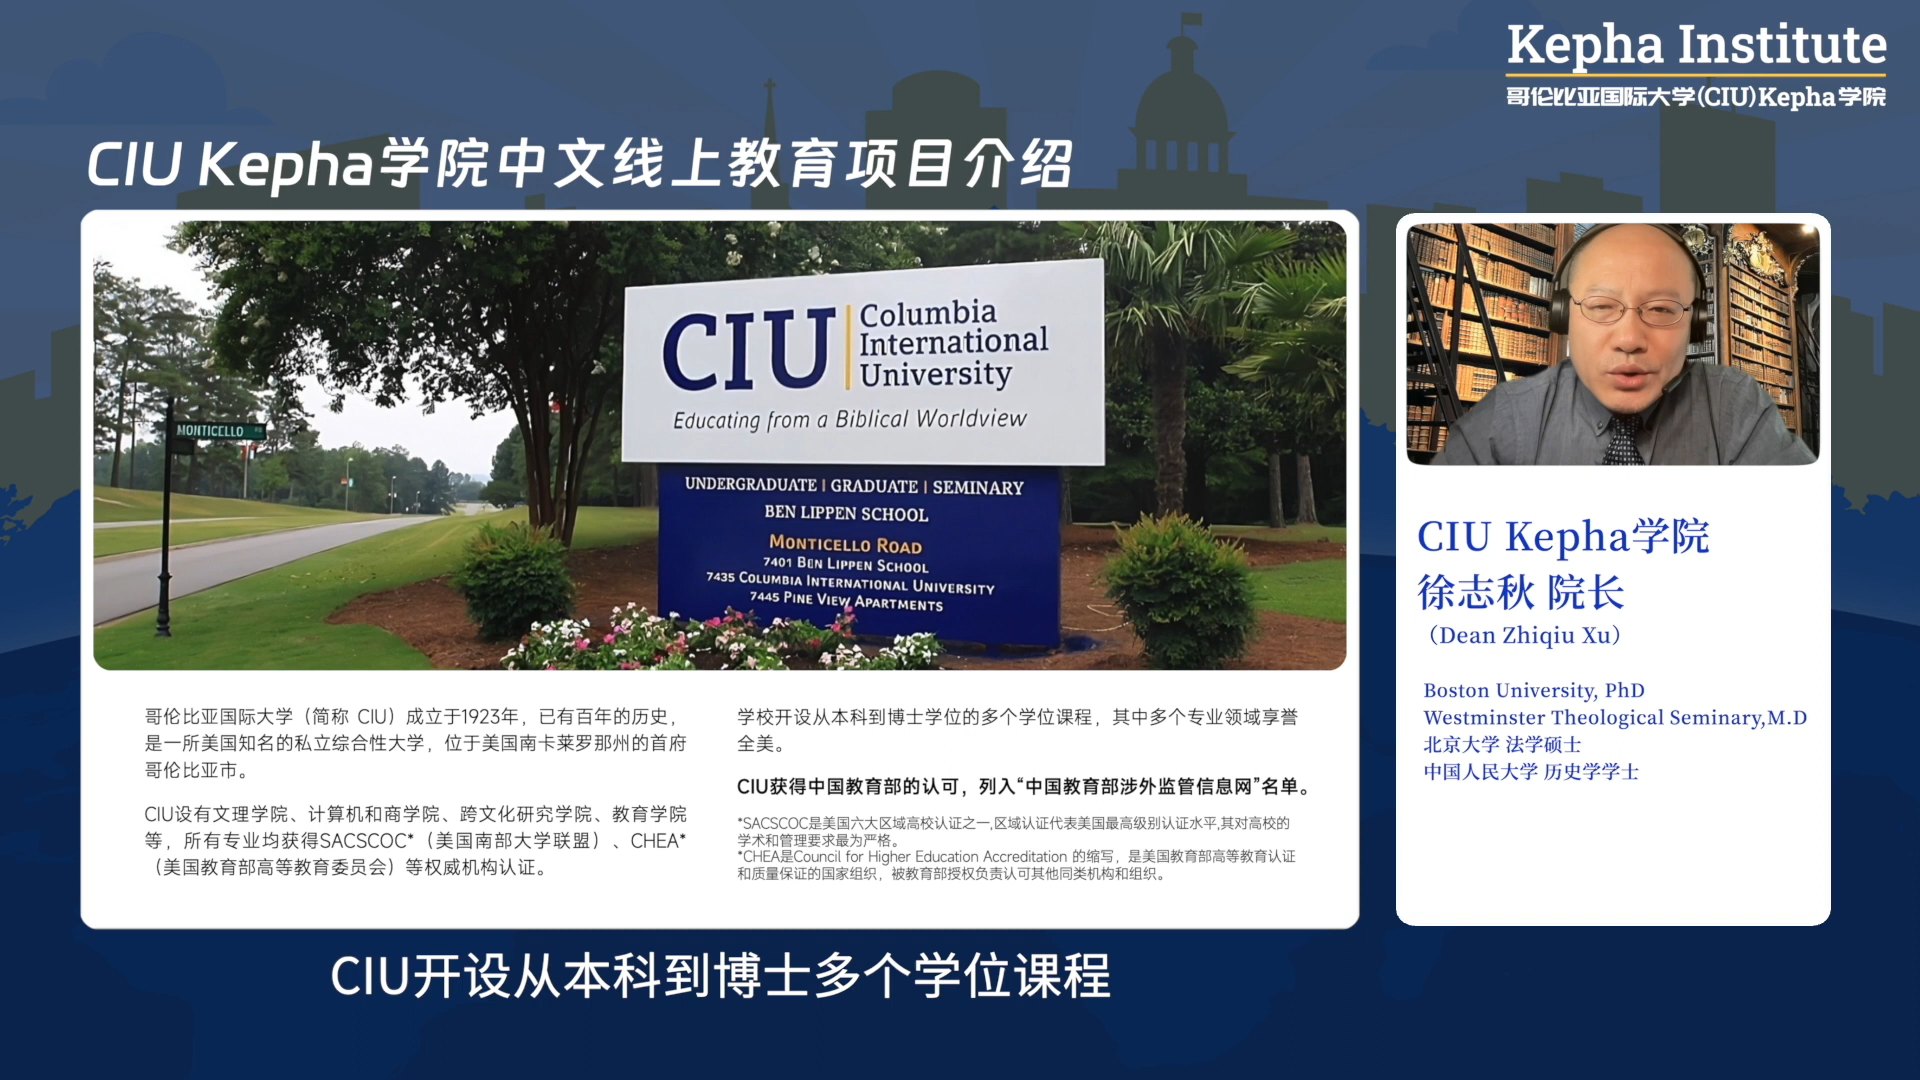 Kepha Institute
哥伦比亚国际大学(CIU)Kepha学院
CIU Kepha学院中文线上教育项目介绍
MONTICELLO RD
CIU
Columbia
International
University
Educating from a Biblical Worldview
UNDERGRADUATE | GRADUATE | SEMINARY
BEN LIPPEN SCHOOL
MONTICELLO ROAD
7401 BEN LIPPEN SCHOOL
7435 COLUMBIA INTERNATIONAL UNIVERSITY
7445 PINE VIEW APARTMENTS
哥伦比亚国际大学（简称 CIU）成立于1923年，已有百年的历史，
是一所美国知名的私立综合性大学，位于美国南卡莱罗那州的首府
哥伦比亚市。
CIU设有文理学院、计算机和商学院、跨文化研究学院、教育学院
等，所有专业均获得SACSCOC*（美国南部大学联盟）、CHEA*
（美国教育部高等教育委员会）等权威机构认证。
学校开设从本科到博士学位的多个学位课程，其中多个专业领域享誉
全美。
CIU获得中国教育部的认可，列入“中国教育部涉外监管信息网”名单。
*SACSCOC是美国六大区域高校认证之一,区域认证代表美国最高级别认证水平,其对高校的
学术和管理要求最为严格。
*CHEA是Council for Higher Education Accreditation 的缩写，是美国教育部高等教育认证
和质量保证的国家组织，被教育部授权负责认可其他同类机构和组织。
CIU Kepha学院
徐志秋 院长
（Dean Zhiqiu Xu）
Boston University, PhD
Westminster Theological Seminary,M.D
北京大学 法学硕士
中国人民大学 历史学学士
CIU开设从本科到博士多个学位课程